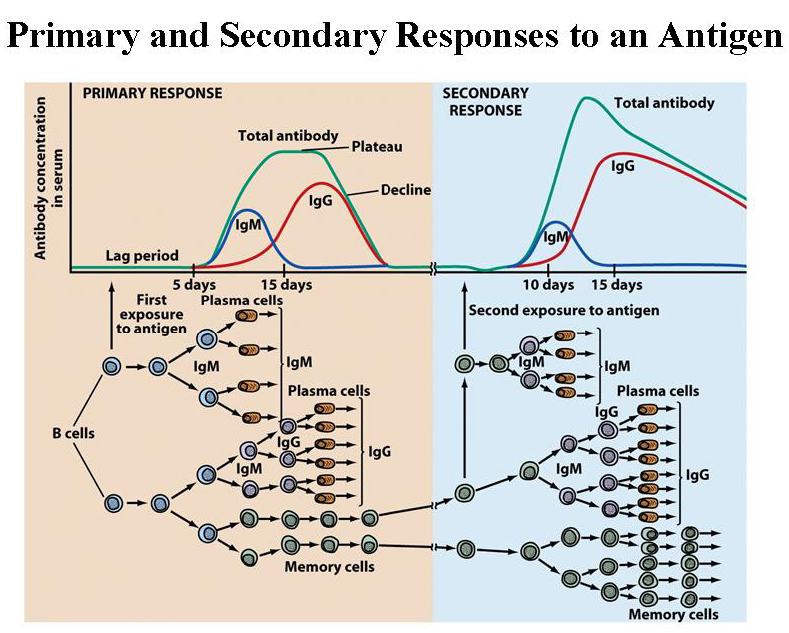 Primary and Secondary Responses to an Antigen
PRIMARY RESPONSE
Antibody concentration
in serum
Total antibody
Plateau
Decline
IgG
IgM
Lag period
5 days
15 days
First
exposure
to antigen
Plasma cells
IgM
IgM
Plasma cells
B cells
IgG
IgM
IgG
Memory cells
SECONDARY
RESPONSE
Total antibody
IgG
IgM
10 days
15 days
Second exposure to antigen
IgM
IgM
Plasma cells
IgG
IgM
IgG
Memory cells